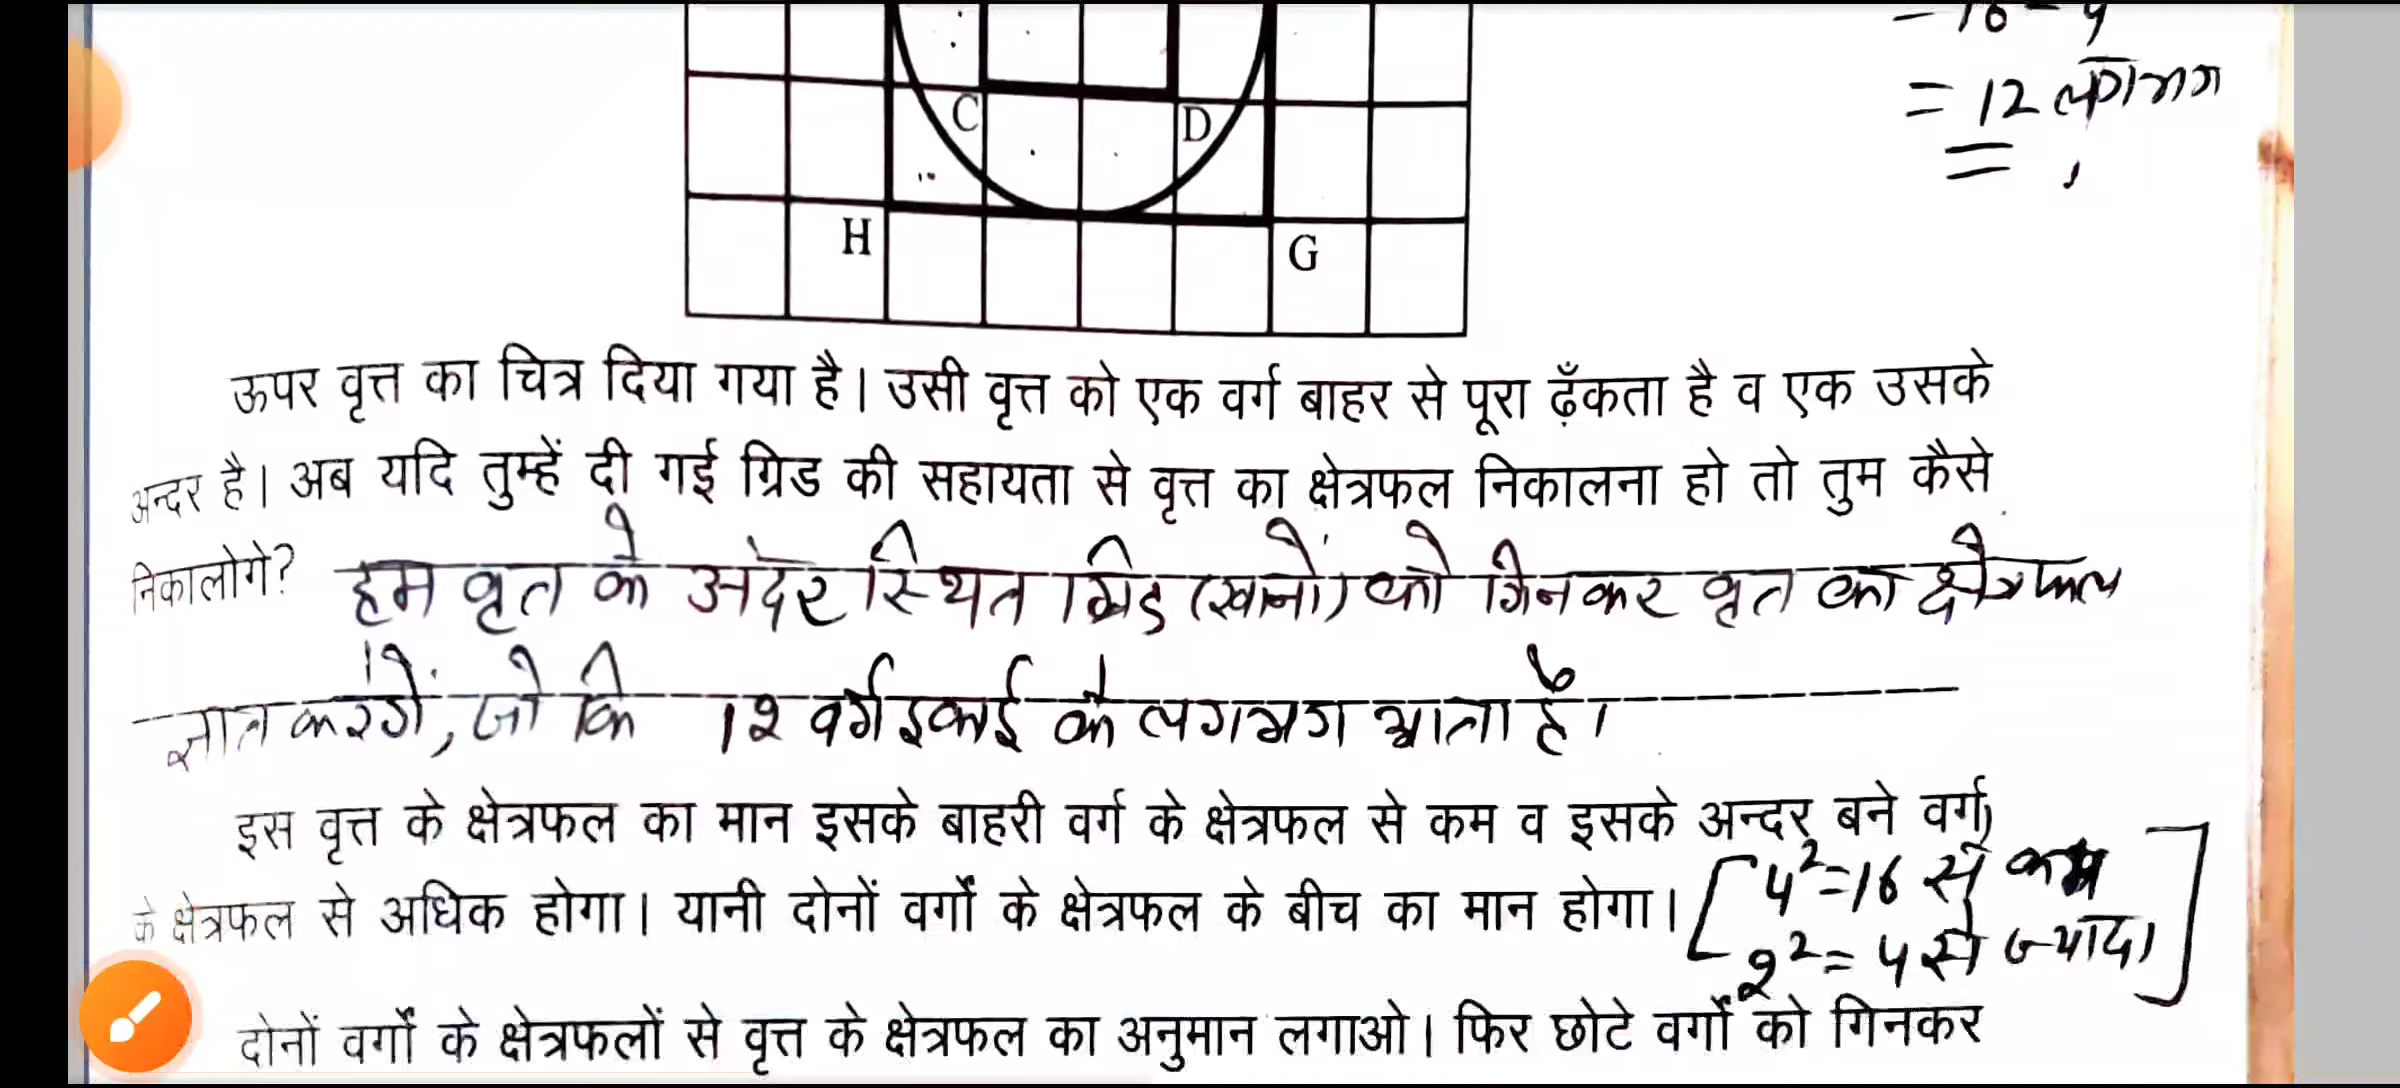 - 16 - 4
= 12 लगभग
C
D
H
G
ऊपर वृत्त का चित्र दिया गया है। उसी वृत्त को एक वर्ग बाहर से पूरा ढँकता है व एक उसके
अन्दर है। अब यदि तुम्हें दी गई ग्रिड की सहायता से वृत्त का क्षेत्रफल निकालना हो तो तुम कैसे
निकालोगे? हम वृत के अंदर स्थित ग्रिड (खानों) को गिनकर वृत का क्षेत्रफल
ज्ञात करेंगे, जो कि 12 वर्ग इकाई के लगभग आता है।
इस वृत्त के क्षेत्रफल का मान इसके बाहरी वर्ग के क्षेत्रफल से कम व इसके अन्दर बने वर्ग
के क्षेत्रफल से अधिक होगा। यानी दोनों वर्गों के क्षेत्रफल के बीच का मान होगा। [4²=16 से कम
2²= 4 से ज्यादा]
दोनों वर्गों के क्षेत्रफलों से वृत्त के क्षेत्रफल का अनुमान लगाओ। फिर छोटे वर्गों को गिनकर